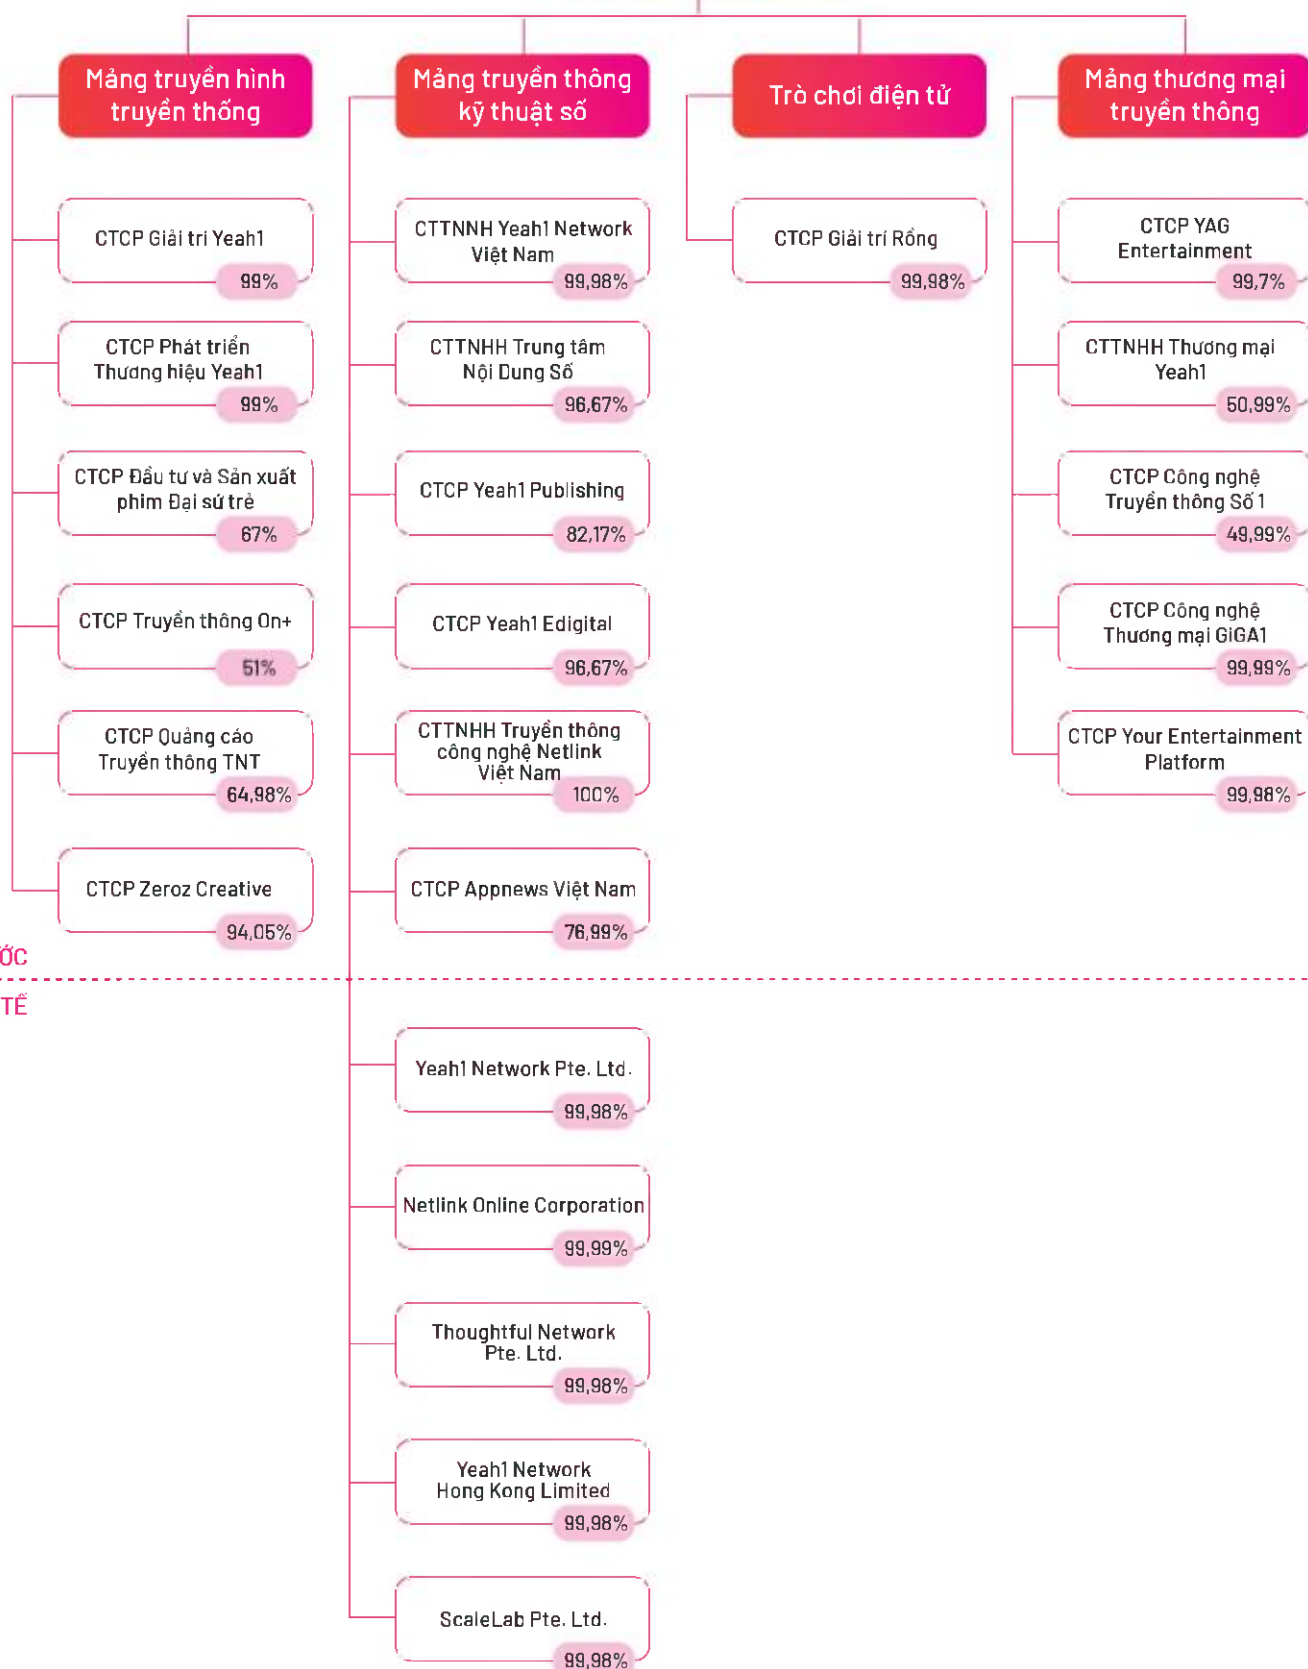 Mảng truyền hình
truyền thống
CTCP Giải trí Yeah1
99%
CTCP Phát triển
Thương hiệu Yeah1
99%
CTCP Đầu tư và Sản xuất
phim Đại sứ trẻ
67%
CTCP Truyền thông On+
51%
CTCP Quảng cáo
Truyền thông TNT
64,98%
CTCP Zeroz Creative
94,05%
Mảng truyền thông
kỹ thuật số
CTTNNH Yeah1 Network
Việt Nam
99,98%
CTTNHH Trung tâm
Nội Dung Số
96,67%
CTCP Yeah1 Publishing
82,17%
CTCP Yeah1 Edigital
96,67%
CTTNHH Truyền thông
công nghệ Netlink
Việt Nam
100%
CTCP Appnews Việt Nam
76,99%
Trò chơi điện tử
CTCP Giải trí Rồng
99,98%
Mảng thương mại
truyền thông
CTCP YAG
Entertainment
99,7%
CTTNHH Thương mại
Yeah1
50,99%
CTCP Công nghệ
Truyền thông Số 1
49,99%
CTCP Công nghệ
Thương mại GiGA1
99,99%
CTCP Your Entertainment
Platform
99,98%
TẾ
Yeah1 Network Pte. Ltd.
99,98%
Netlink Online Corporation
99,99%
Thoughtful Network
Pte. Ltd.
99,98%
Yeah1 Network
Hong Kong Limited
99,98%
ScaleLab Pte. Ltd.
99,98%